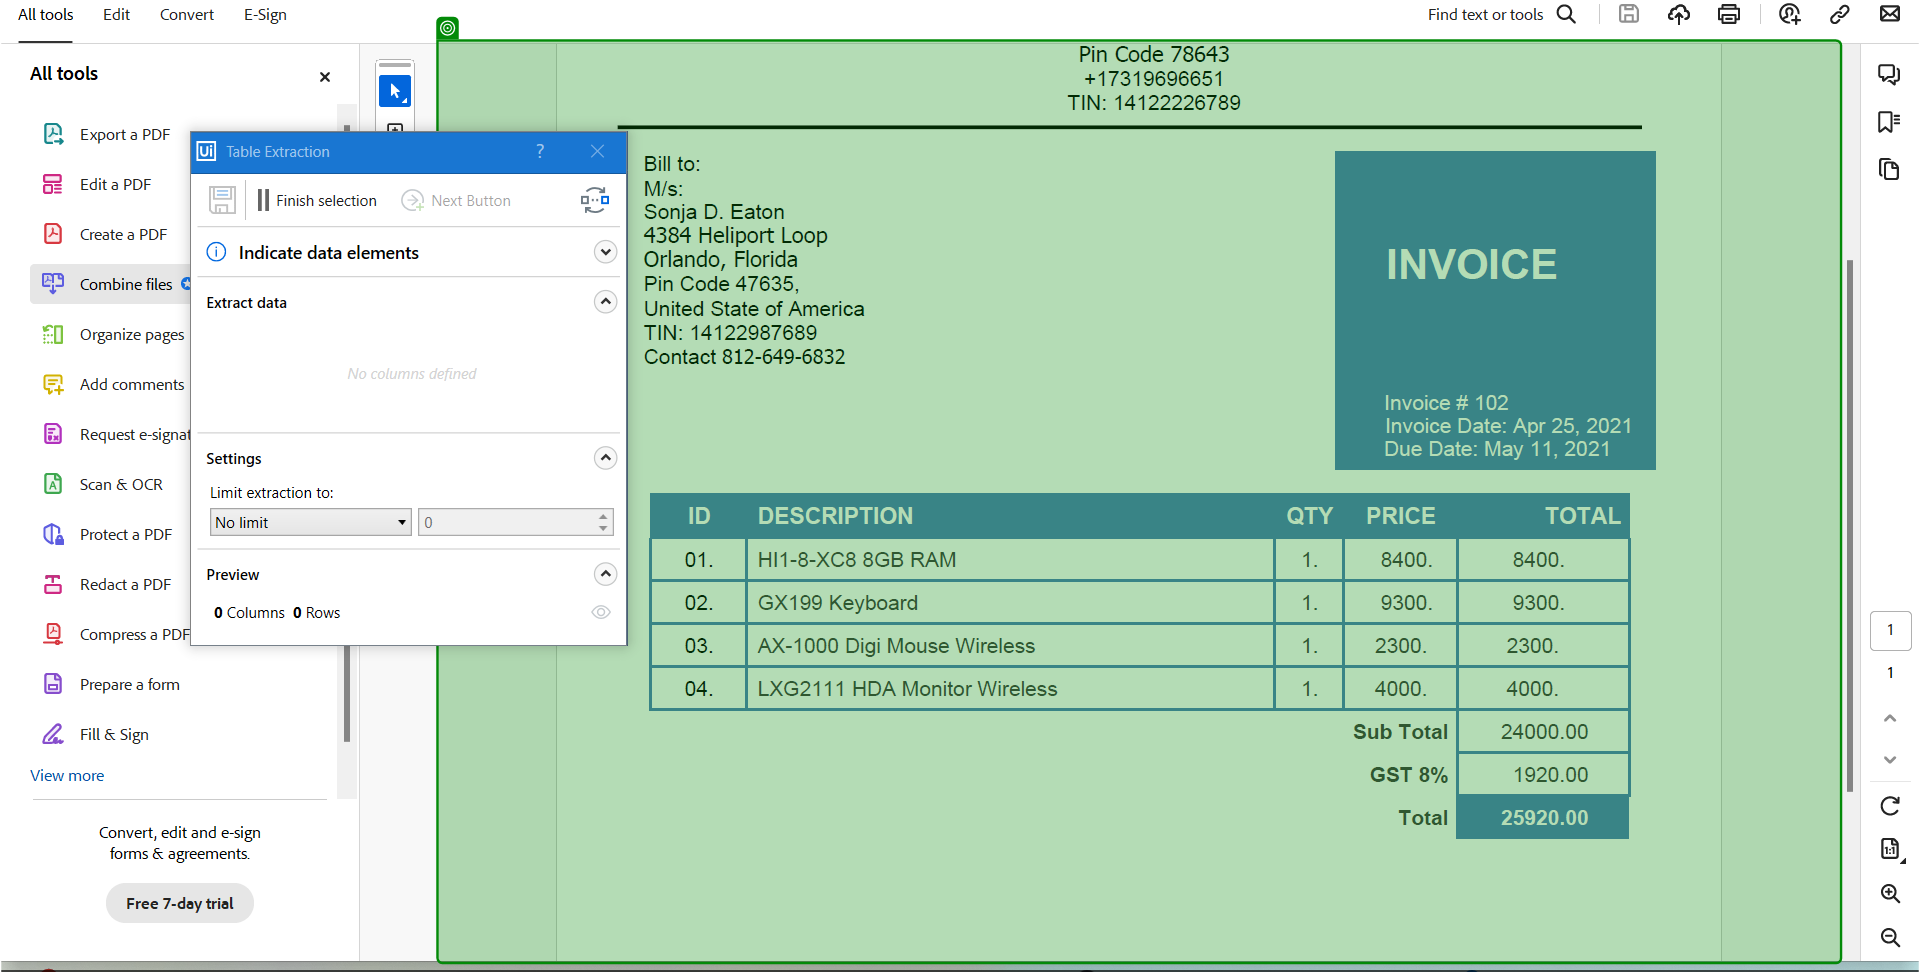 All tools Edit Convert E-Sign Find text or tools
All tools
Export a PDF
Edit a PDF
Create a PDF
Combine files
Organize pages
Add comments
Request e-signat
Scan & OCR
Protect a PDF
Redact a PDF
Compress a PDF
Prepare a form
Fill & Sign
View more
Convert, edit and e-sign
forms & agreements.
Free 7-day trial
Ui Table Extraction ?
Finish selection Next Button
Indicate data elements
Extract data
No columns defined
Settings
Limit extraction to:
No limit 0
Preview
0 Columns 0 Rows
Pin Code 78643
+17319696651
TIN: 14122226789
Bill to:
M/s:
Sonja D. Eaton
4384 Heliport Loop
Orlando, Florida
Pin Code 47635,
United State of America
TIN: 14122987689
Contact 812-649-6832
INVOICE
Invoice # 102
Invoice Date: Apr 25, 2021
Due Date: May 11, 2021
ID DESCRIPTION QTY PRICE TOTAL
01. HI1-8-XC8 8GB RAM 1. 8400. 8400.
02. GX199 Keyboard 1. 9300. 9300.
03. AX-1000 Digi Mouse Wireless 1. 2300. 2300.
04. LXG2111 HDA Monitor Wireless 1. 4000. 4000.
Sub Total 24000.00
GST 8% 1920.00
Total 25920.00
1
1
1:1